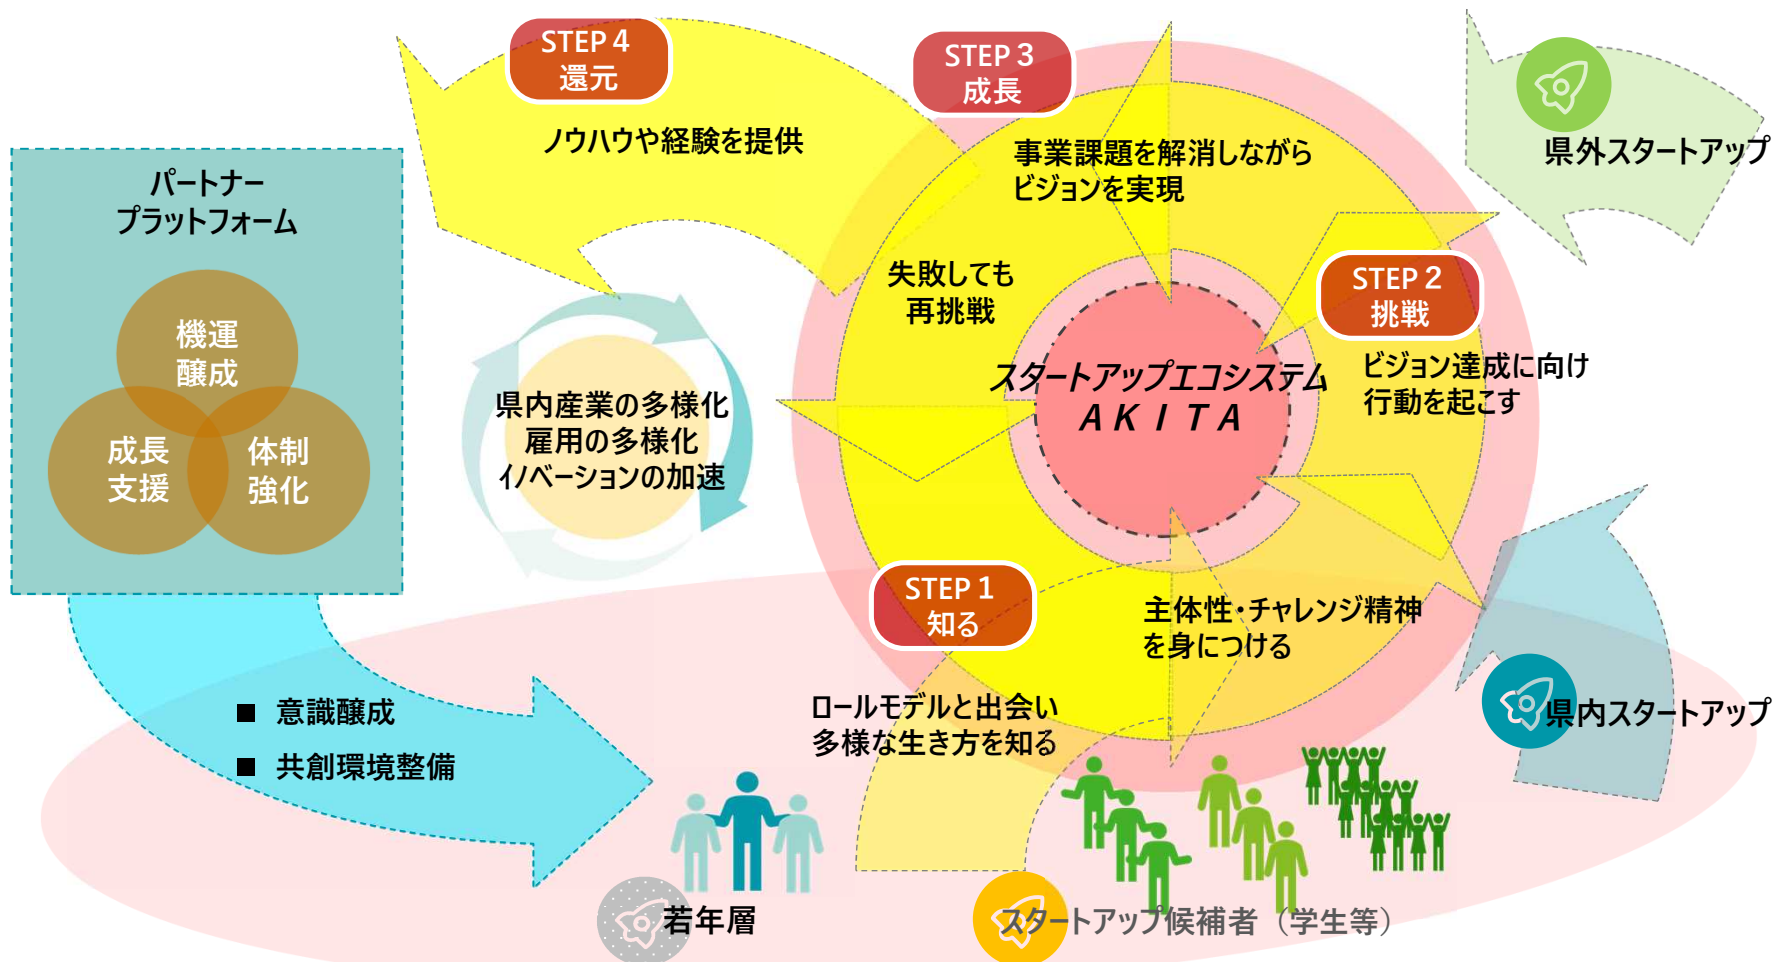 STEP４
還元
ノウハウや経験を提供
STEP３
成長
事業課題を解消しながら
ビジョンを実現
県外スタートアップ
パートナー
プラットフォーム
機運
醸成
成長
支援
体制
強化
失敗しても
再挑戦
STEP２
挑戦
ビジョン達成に向け
行動を起こす
スタートアップエコシステム
ＡＫＩＴＡ
県内産業の多様化
雇用の多様化
イノベーションの加速
STEP１
知る
主体性・チャレンジ精神
を身につける
ロールモデルと出会い
多様な生き方を知る
県内スタートアップ
■ 意識醸成
■ 共創環境整備
若年層
スタートアップ候補者（学生等）